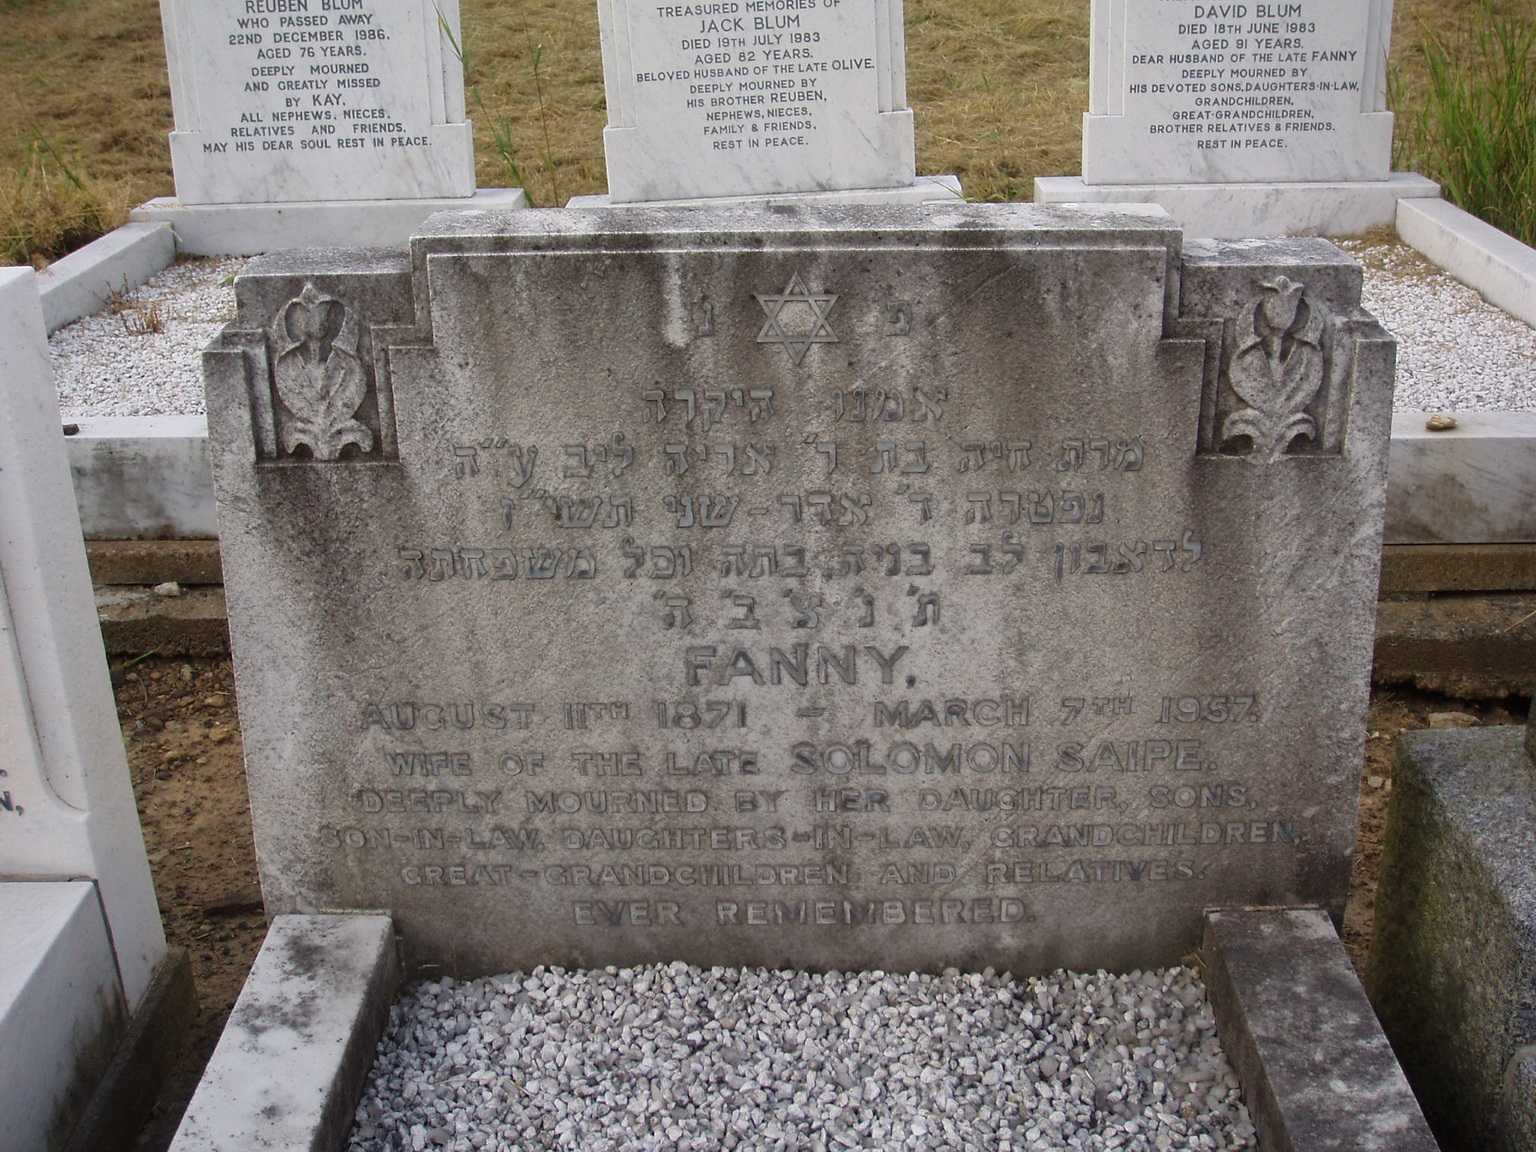 REUBEN BLUM
WHO PASSED AWAY
22ND DECEMBER 1986.
AGED 76 YEARS.
DEEPLY MOURNED
AND GREATLY MISSED
BY KAY,
ALL NEPHEWS, NIECES,
RELATIVES AND FRIENDS,
MAY HIS DEAR SOUL REST IN PEACE.
TREASURED MEMORIES OF
JACK BLUM
DIED 19TH JULY 1983
AGED 82 YEARS.
BELOVED HUSBAND OF THE LATE OLIVE.
DEEPLY MOURNED BY
HIS BROTHER REUBEN,
NEPHEWS, NIECES,
FAMILY & FRIENDS,
REST IN PEACE.
DAVID BLUM
DIED 18TH JUNE 1983
AGED 91 YEARS.
DEAR HUSBAND OF THE LATE FANNY
DEEPLY MOURNED BY
HIS DEVOTED SONS, DAUGHTERS-IN-LAW,
GRANDCHILDREN,
GREAT-GRANDCHILDREN,
BROTHER RELATIVES & FRIENDS.
REST IN PEACE.
פ נ
אמנו היקרה
מרת חיה בת ר' אריה ליב ע"ה
נפטרה ד' אדר-שני תשי"ז
לדאבון לב בניה, בתה וכל משפחתה
ת' נ' צ' ב' ה'
FANNY,
AUGUST 11TH 1871 - MARCH 7TH 1957.
WIFE OF THE LATE SOLOMON SAIPE.
DEEPLY MOURNED BY HER DAUGHTER, SONS,
SON-IN-LAW, DAUGHTERS-IN-LAW, GRANDCHILDREN,
GREAT-GRANDCHILDREN AND RELATIVES.
EVER REMEMBERED.